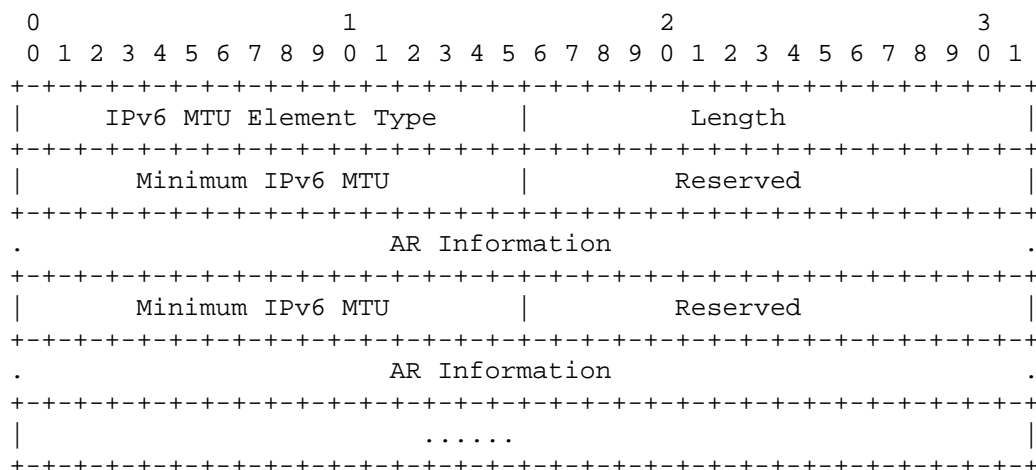 0                   1                   2                   3
 0 1 2 3 4 5 6 7 8 9 0 1 2 3 4 5 6 7 8 9 0 1 2 3 4 5 6 7 8 9 0 1
+-+-+-+-+-+-+-+-+-+-+-+-+-+-+-+-+-+-+-+-+-+-+-+-+-+-+-+-+-+-+-+-+
|     IPv6 MTU Element Type     |          Length               |
+-+-+-+-+-+-+-+-+-+-+-+-+-+-+-+-+-+-+-+-+-+-+-+-+-+-+-+-+-+-+-+-+
|       Minimum IPv6 MTU        |         Reserved              |
+-+-+-+-+-+-+-+-+-+-+-+-+-+-+-+-+-+-+-+-+-+-+-+-+-+-+-+-+-+-+-+-+
.                       AR Information                          .
+-+-+-+-+-+-+-+-+-+-+-+-+-+-+-+-+-+-+-+-+-+-+-+-+-+-+-+-+-+-+-+-+
|       Minimum IPv6 MTU        |         Reserved              |
+-+-+-+-+-+-+-+-+-+-+-+-+-+-+-+-+-+-+-+-+-+-+-+-+-+-+-+-+-+-+-+-+
.                       AR Information                          .
+-+-+-+-+-+-+-+-+-+-+-+-+-+-+-+-+-+-+-+-+-+-+-+-+-+-+-+-+-+-+-+-+
|                         ......                                |
+-+-+-+-+-+-+-+-+-+-+-+-+-+-+-+-+-+-+-+-+-+-+-+-+-+-+-+-+-+-+-+-+